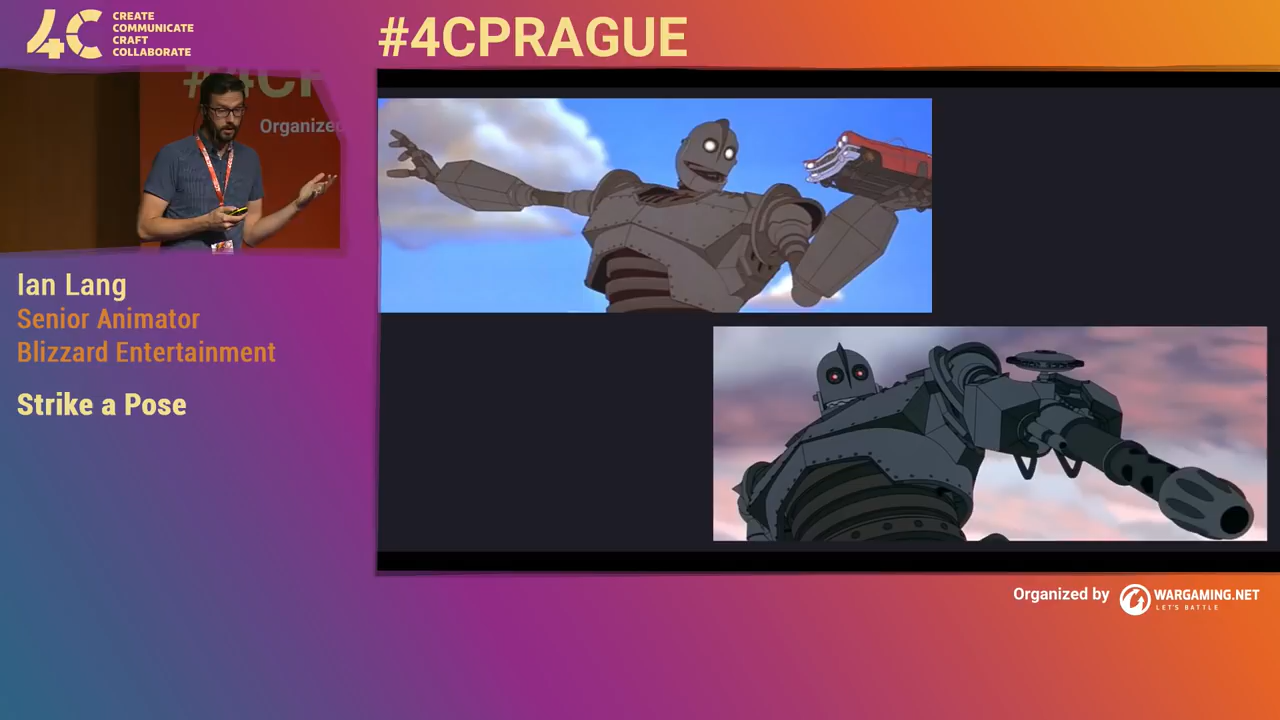 4C
CREATE
COMMUNICATE
CRAFT
COLLABORATE
#4CPRAGUE
Organized
Ian Lang
Senior Animator
Blizzard Entertainment
Strike a Pose
Organized by
WARGAMING.NET
LET'S BATTLE